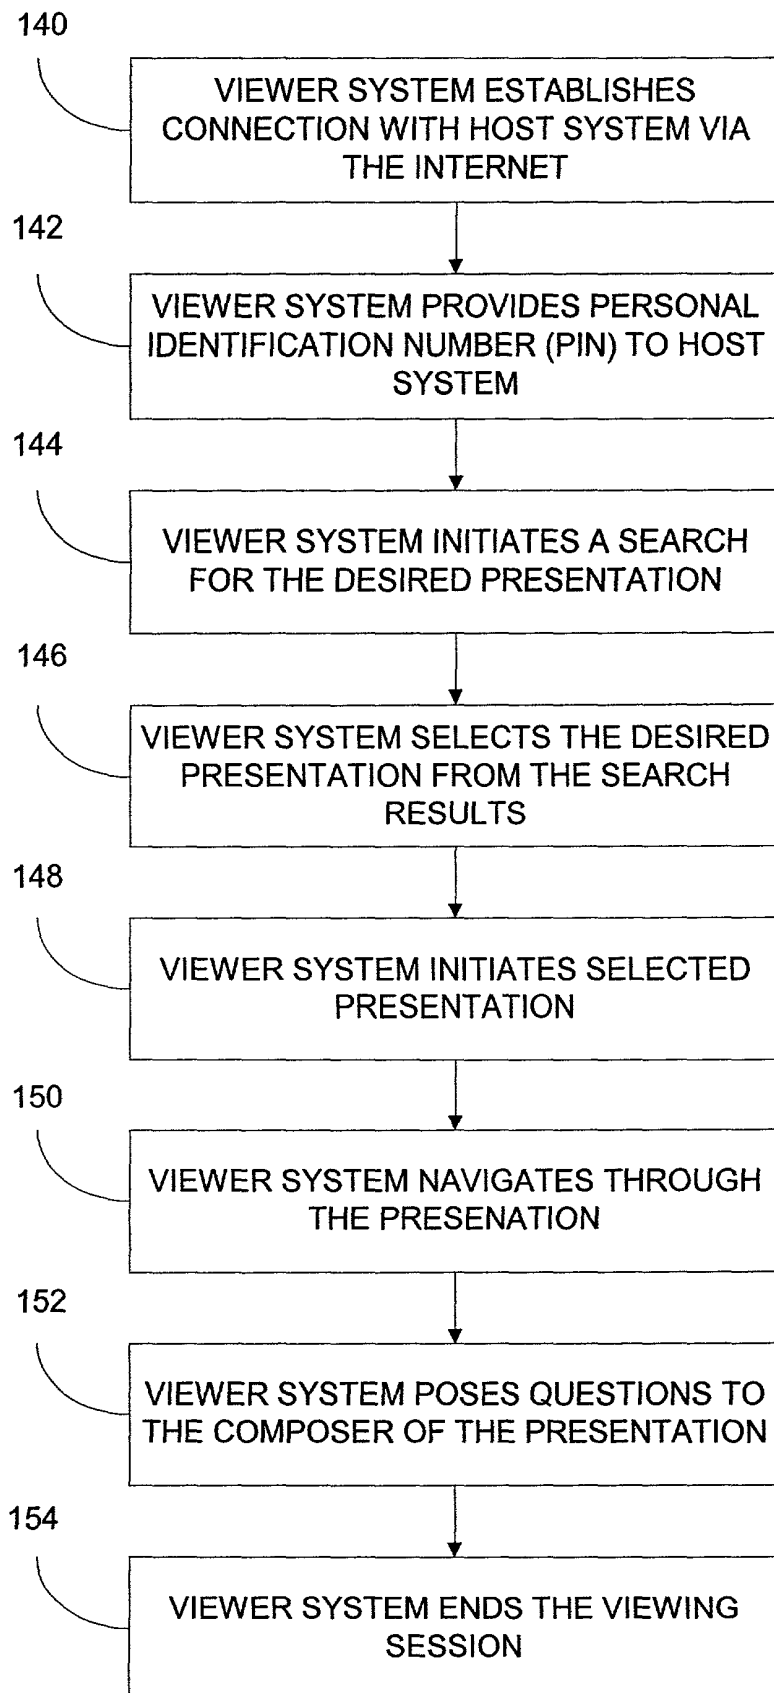 140
VIEWER SYSTEM ESTABLISHES
CONNECTION WITH HOST SYSTEM VIA
THE INTERNET
142
VIEWER SYSTEM PROVIDES PERSONAL
IDENTIFICATION NUMBER (PIN) TO HOST
SYSTEM
144
VIEWER SYSTEM INITIATES A SEARCH
FOR THE DESIRED PRESENTATION
146
VIEWER SYSTEM SELECTS THE DESIRED
PRESENTATION FROM THE SEARCH
RESULTS
148
VIEWER SYSTEM INITIATES SELECTED
PRESENTATION
150
VIEWER SYSTEM NAVIGATES THROUGH
THE PRESENATION
152
VIEWER SYSTEM POSES QUESTIONS TO
THE COMPOSER OF THE PRESENTATION
154
VIEWER SYSTEM ENDS THE VIEWING
SESSION